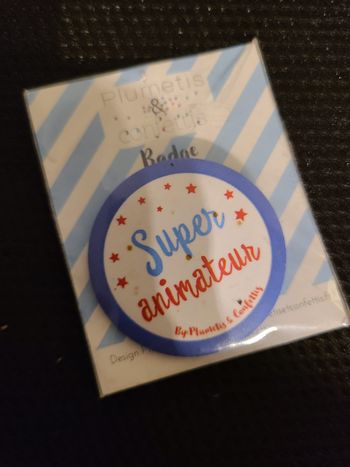 Plumetis
&
confettis
Badge
Super
animateur
By Plumetis & Confettis
Design